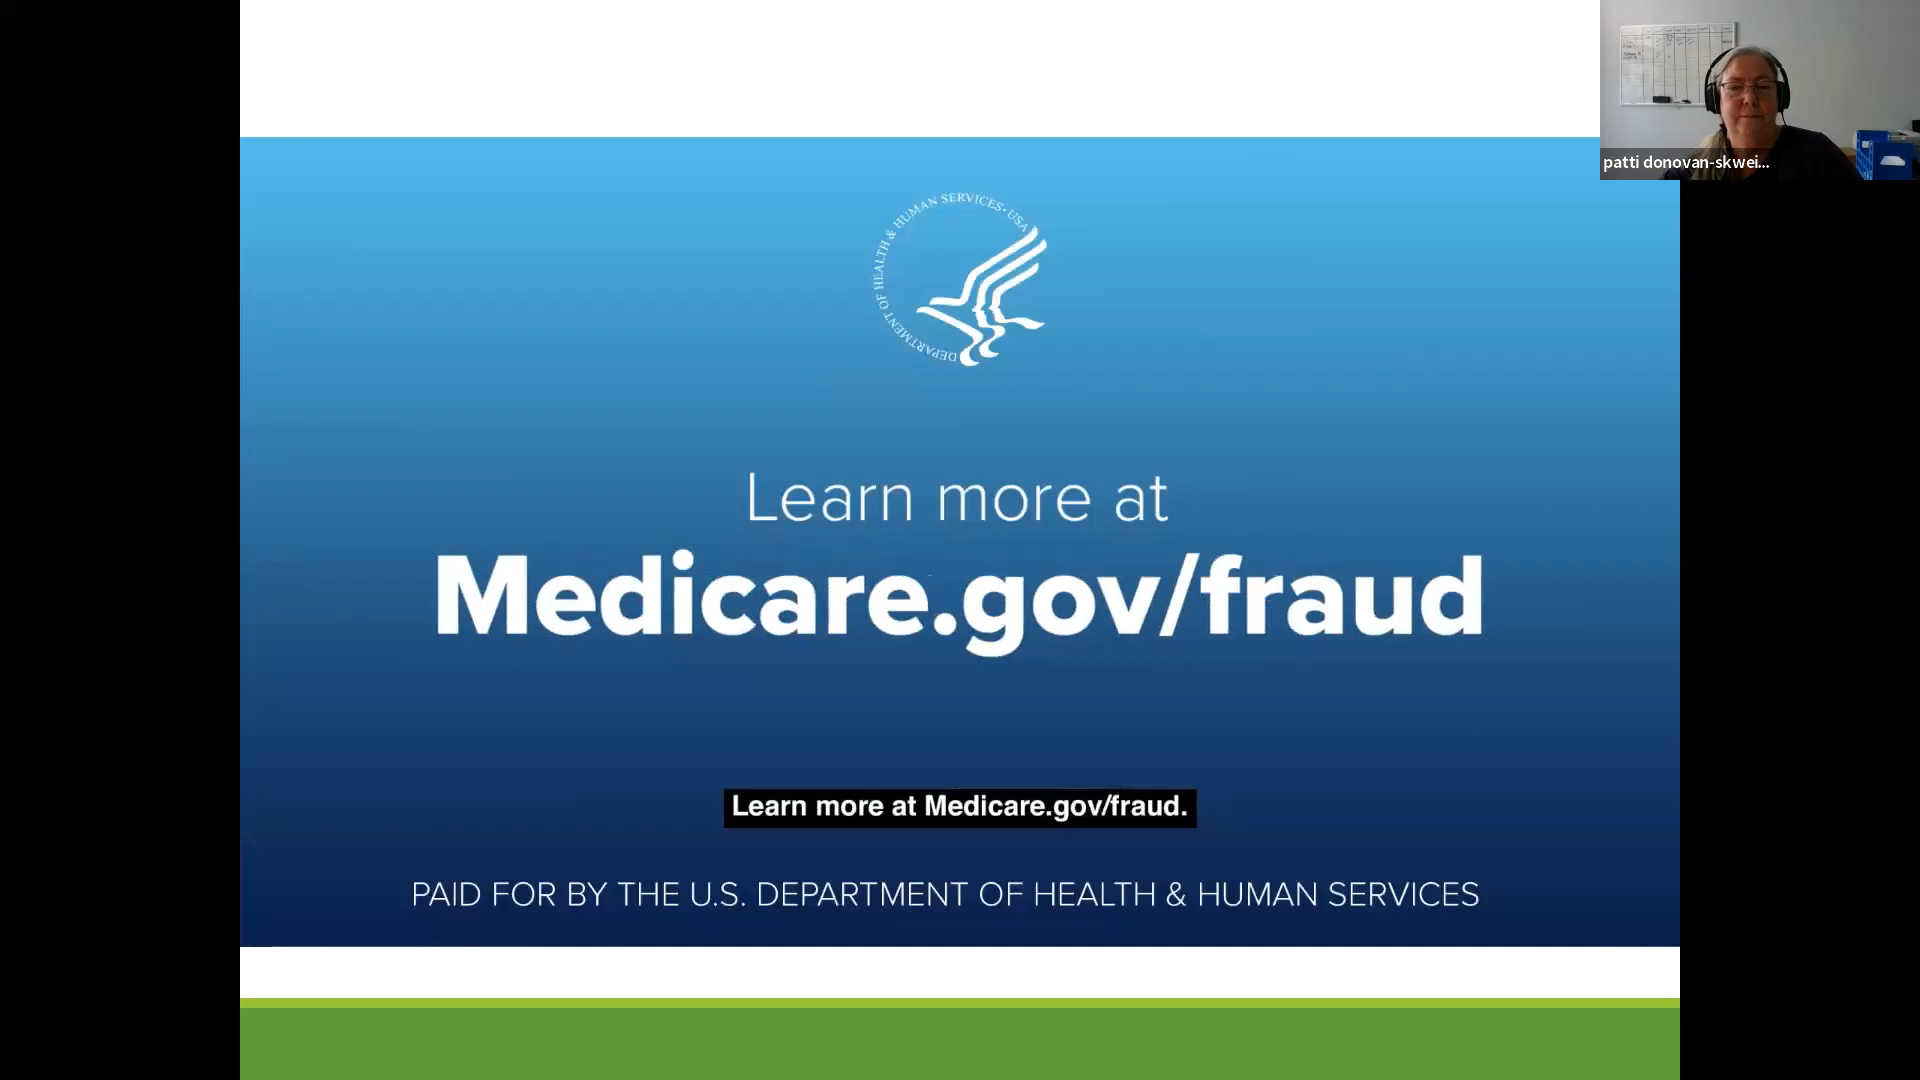 patti donovan-skwei...
DEPARTMENT OF HEALTH & HUMAN SERVICES • USA
Learn more at
Medicare.gov/fraud
Learn more at Medicare.gov/fraud.
PAID FOR BY THE U.S. DEPARTMENT OF HEALTH & HUMAN SERVICES